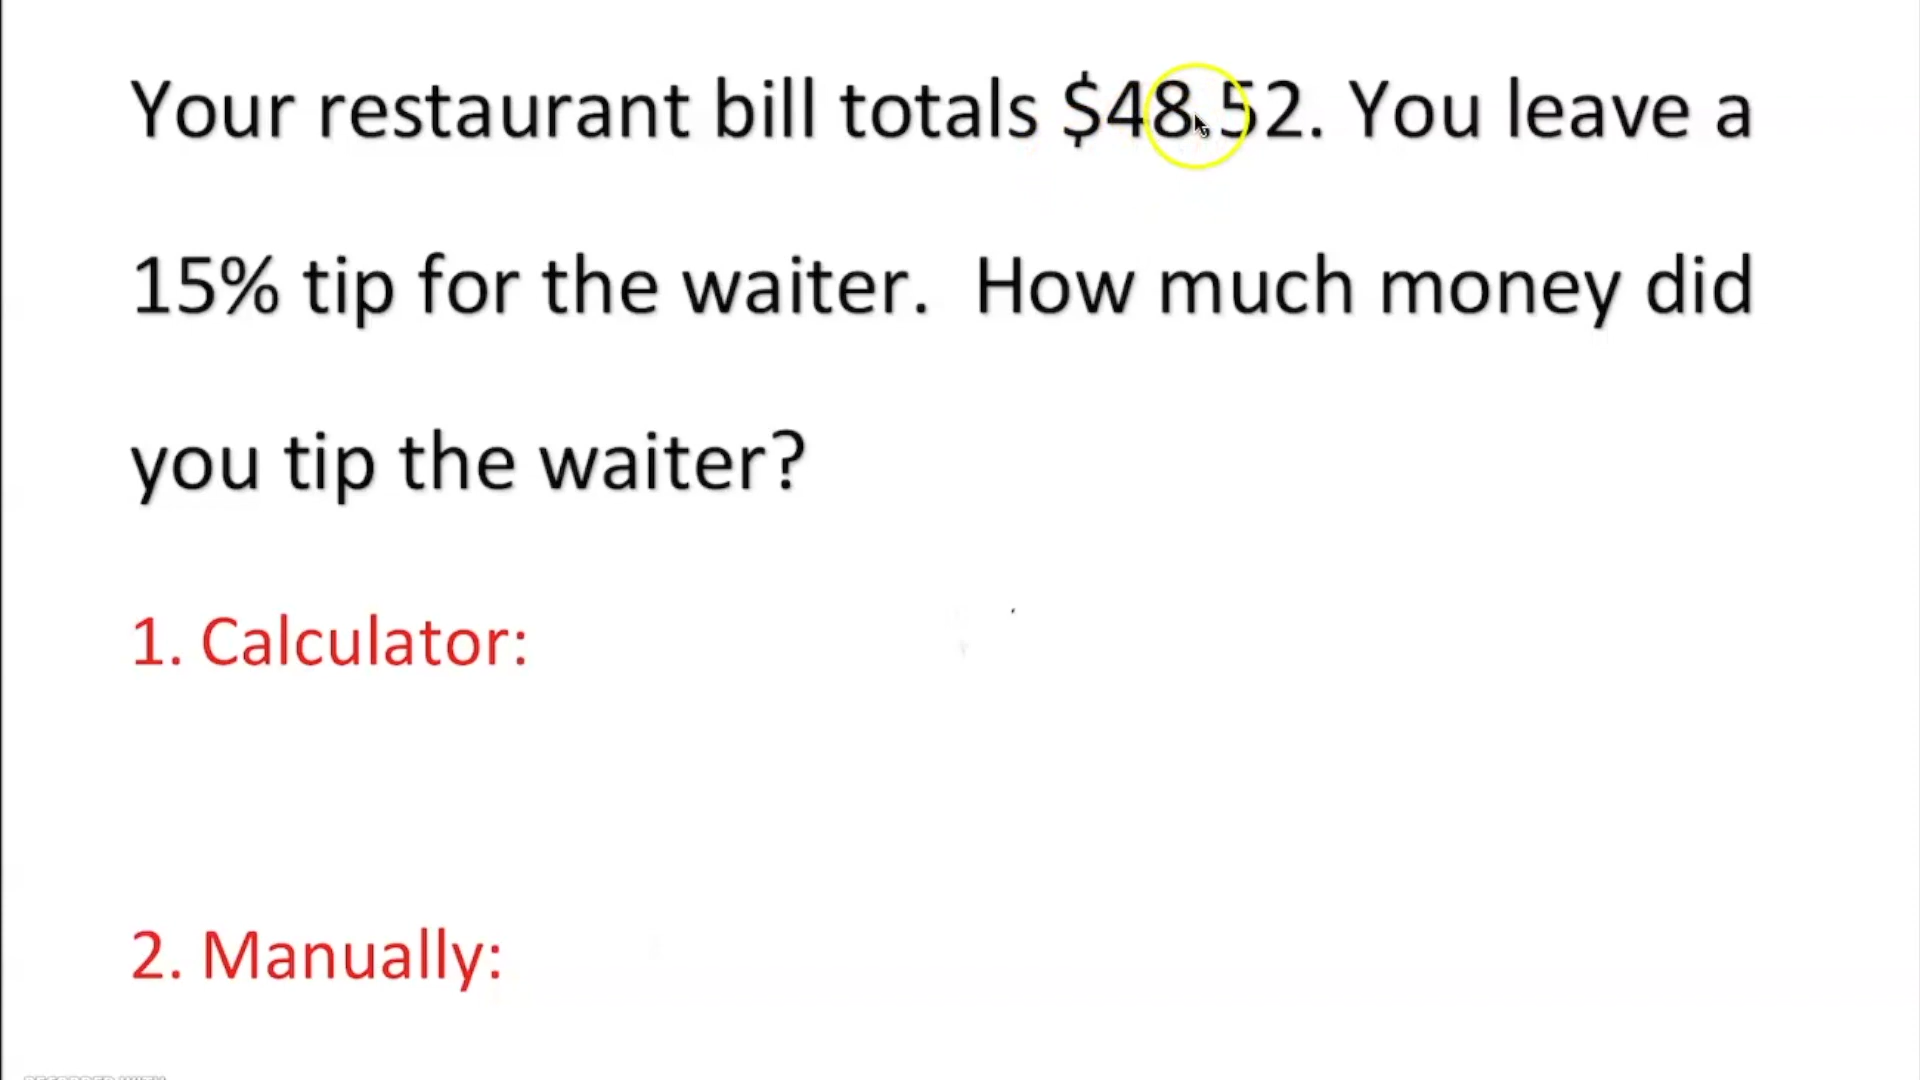 Your restaurant bill totals $48.52. You leave a
15% tip for the waiter.  How much money did
you tip the waiter?
1. Calculator:
2. Manually: